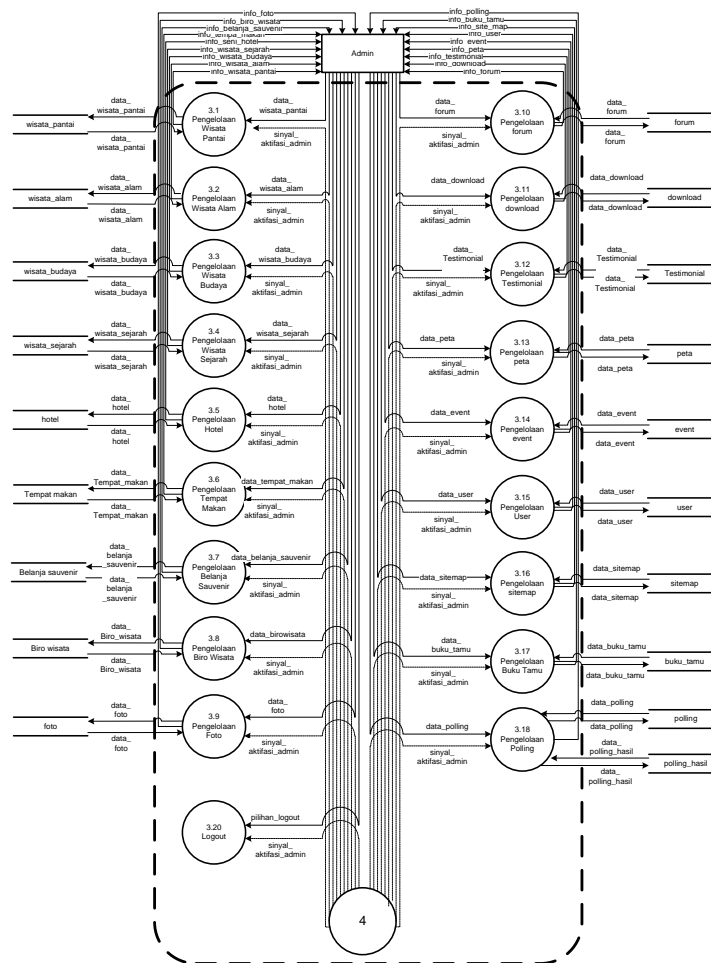 info_foto
info_biro_wisata
info_belanja_sauvenir
info_tempat_makan
info_seni_hotel
info_wisata_sejarah
info_wisata_budaya
info_wisata_alam
info_wisata_pantai
Admin
info_polling
info_buku_tamu
info_site_map
info_user
info_event
info_peta
info_testimonial
info_download
info_forum
data_
wisata_pantai
wisata_pantai
data_
wisata_pantai
3.1
Pengelolaan
Wisata
Pantai
data_
wisata_pantai
sinyal_
aktifasi_admin
data_
wisata_alam
wisata_alam
data_
wisata_alam
3.2
Pengelolaan
Wisata Alam
data_
wisata_alam
sinyal_
aktifasi_admin
data_
wisata_budaya
wisata_budaya
data_
wisata_budaya
3.3
Pengelolaan
Wisata
Budaya
data_
wisata_budaya
sinyal_
aktifasi_admin
data_
wisata_sejarah
wisata_sejarah
data_
wisata_sejarah
3.4
Pengelolaan
Wisata
Sejarah
data_
wisata_sejarah
sinyal_
aktifasi_admin
data_
hotel
hotel
data_
hotel
3.5
Pengelolaan
Hotel
data_
hotel
sinyal_
aktifasi_admin
data_
Tempat_makan
Tempat makan
data_
Tempat_makan
3.6
Pengelolaan
Tempat
Makan
data_tempat_makan
sinyal_
aktifasi_admin
data_
belanja
_sauvenir
Belanja sauvenir
data_
belanja
_sauvenir
3.7
Pengelolaan
Belanja
Sauvenir
data_belanja_sauvenir
sinyal_
aktifasi_admin
data_
Biro_wisata
Biro wisata
data_
Biro_wisata
3.8
Pengelolaan
Biro Wisata
data_birowisata
sinyal_
aktifasi_admin
data_
foto
foto
data_
foto
3.9
Pengelolaan
Foto
data_
foto
sinyal_
aktifasi_admin
3.20
Logout
pilihan_logout
sinyal_
aktifasi_admin
4
data_
forum
sinyal_
aktifasi_admin
3.10
Pengelolaan
forum
data_
forum
forum
data_
forum
data_download
sinyal_
aktifasi_admin
3.11
Pengelolaan
download
data_download
download
data_download
data_
Testimonial
sinyal_
aktifasi_admin
3.12
Pengelolaan
Testimonial
data_
Testimonial
Testimonial
data_
Testimonial
data_peta
sinyal_
aktifasi_admin
3.13
Pengelolaan
peta
data_peta
peta
data_peta
data_event
sinyal_
aktifasi_admin
3.14
Pengelolaan
event
data_event
event
data_event
data_user
sinyal_
aktifasi_admin
3.15
Pengelolaan
User
data_user
user
data_user
data_sitemap
sinyal_
aktifasi_admin
3.16
Pengelolaan
sitemap
data_sitemap
sitemap
data_sitemap
data_
buku_tamu
sinyal_
aktifasi_admin
3.17
Pengelolaan
Buku Tamu
data_buku_tamu
buku_tamu
data_buku_tamu
data_polling
sinyal_
aktifasi_admin
3.18
Pengelolaan
Polling
data_polling
polling
data_polling
data_
polling_hasil
polling_hasil
data_
polling_hasil